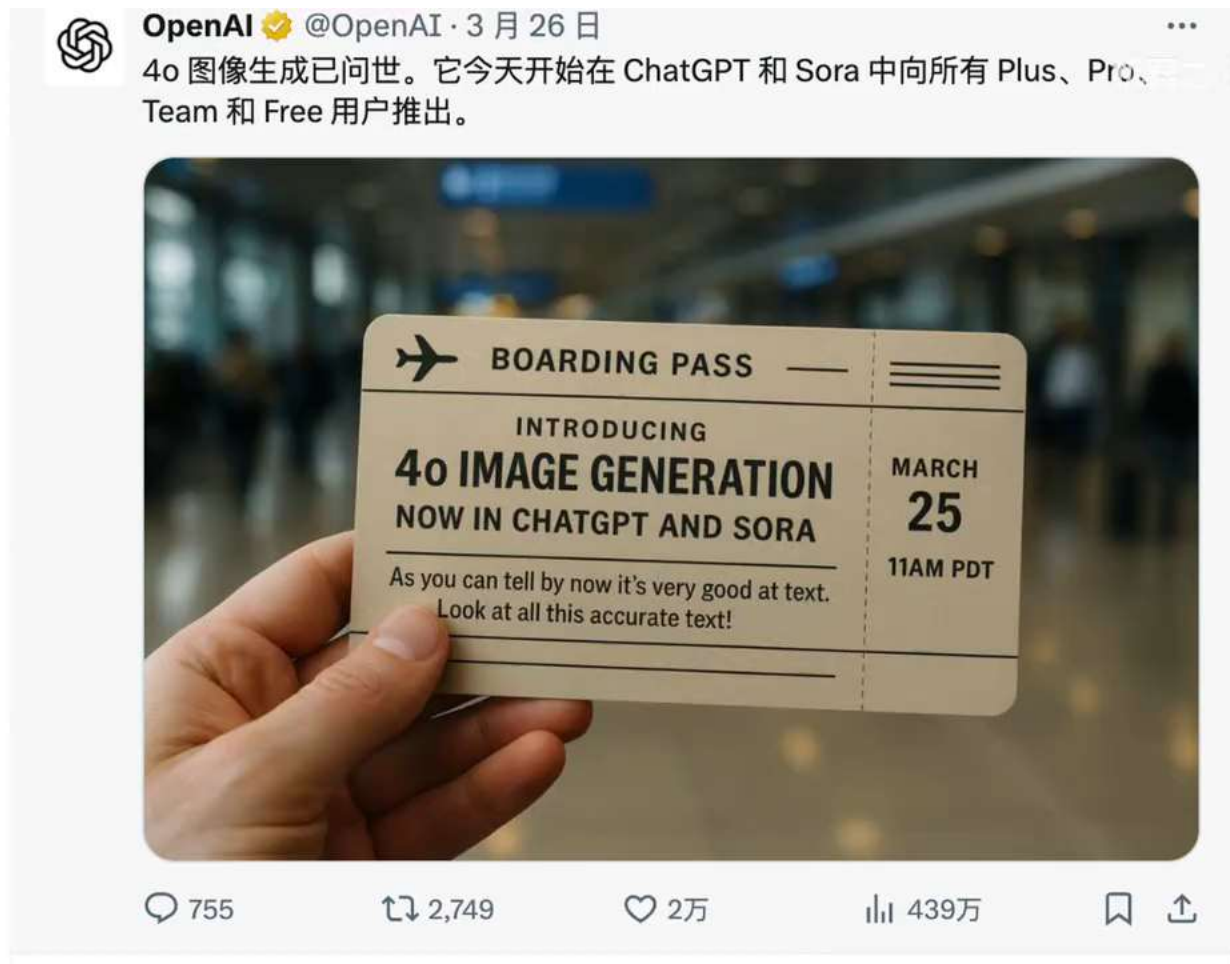 OpenAI @OpenAI · 3 月 26 日
4o 图像生成已问世。它今天开始在 ChatGPT 和 Sora 中向所有 Plus、Pro、
Team 和 Free 用户推出。
BOARDING PASS
INTRODUCING
4o IMAGE GENERATION
NOW IN CHATGPT AND SORA
As you can tell by now it's very good at text.
Look at all this accurate text!
MARCH
25
11AM PDT
755 2,749 2万 439万